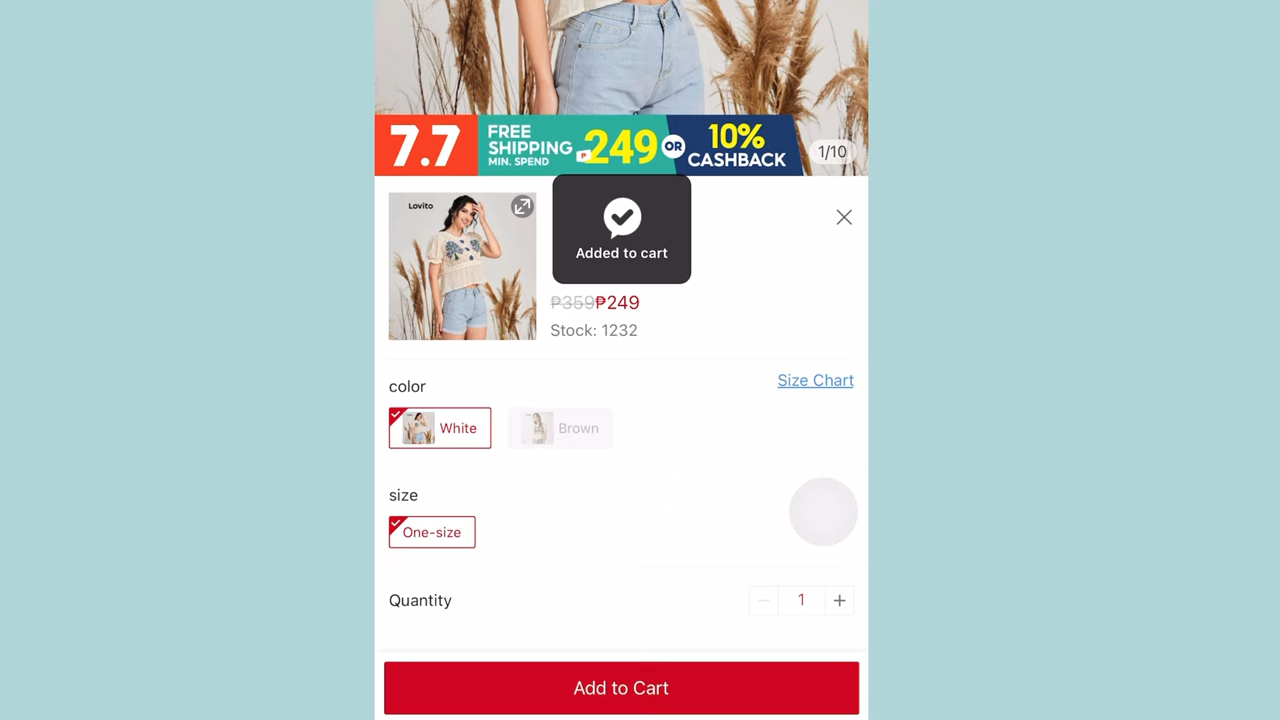 7.7
FREE
SHIPPING
MIN. SPEND
₱249
OR
10%
CASHBACK
1/10
Lovito
Added to cart
₱359₱249
Stock: 1232
color
Size Chart
White
Brown
size
One-size
Quantity
1
Add to Cart